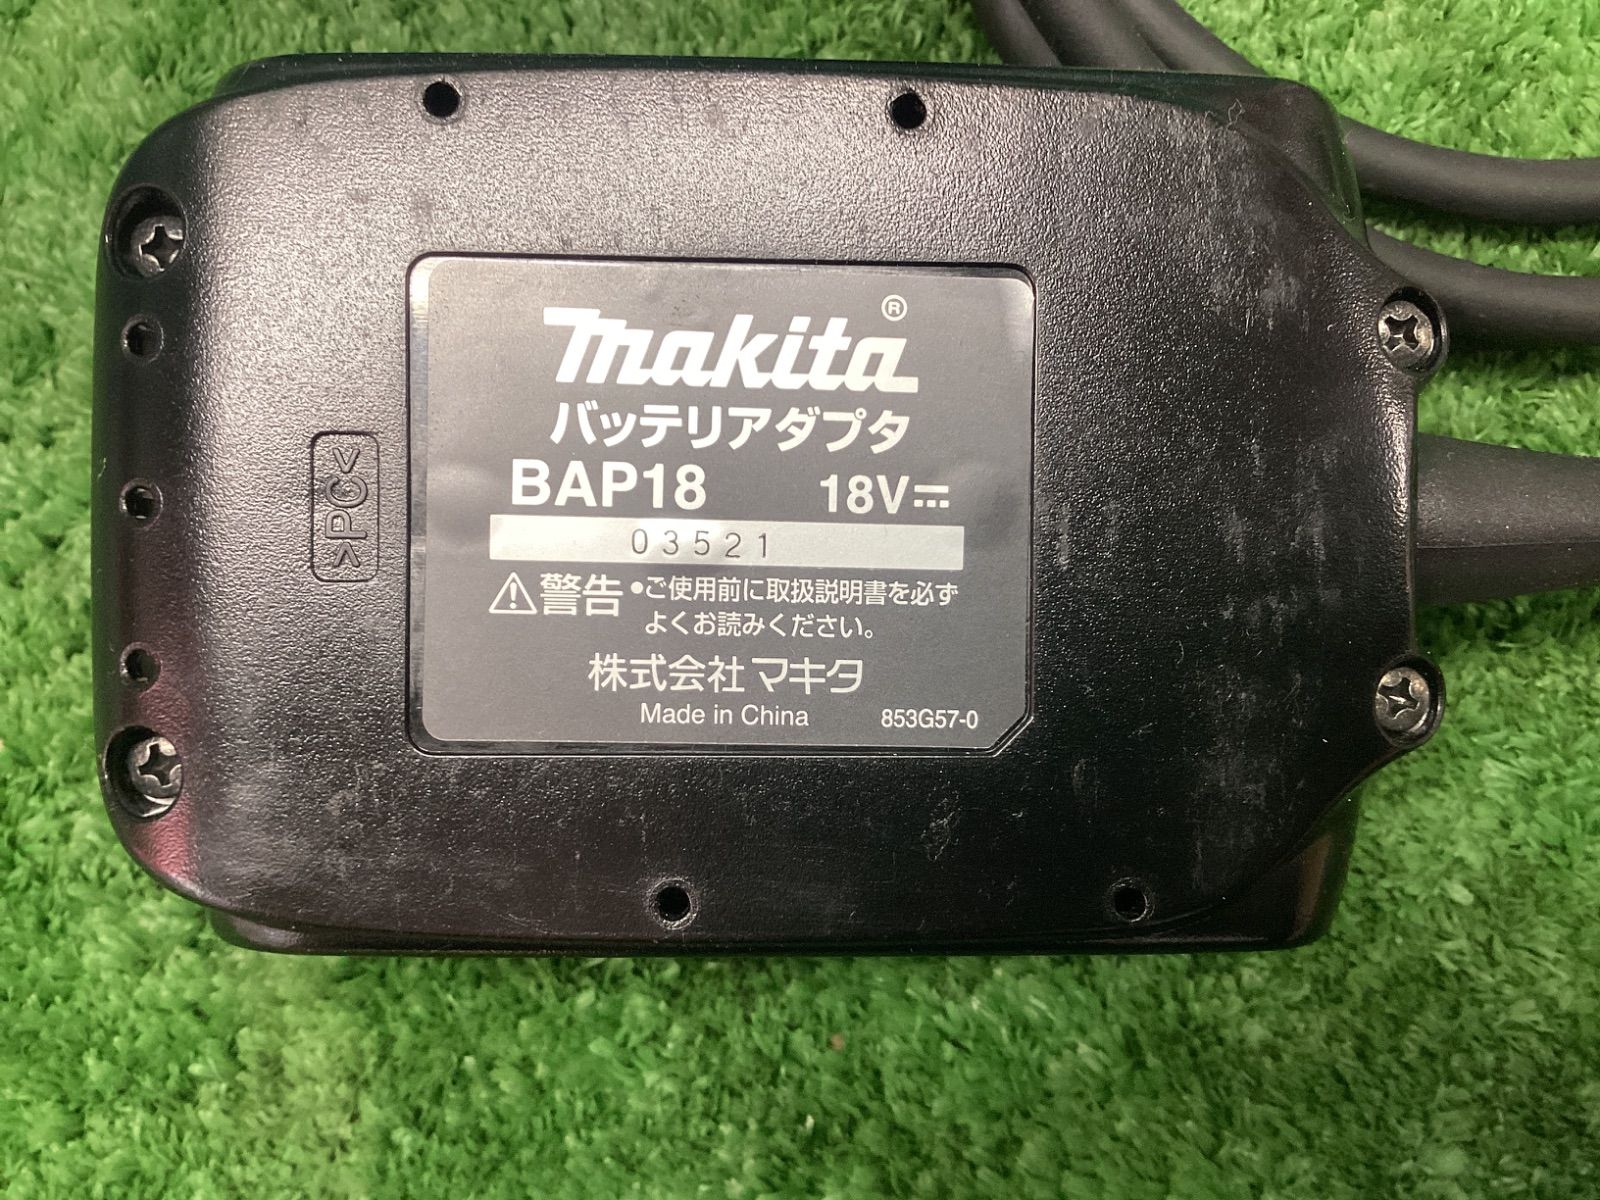 makita®
バッテリアダプタ
BAP18 18V⎓
03521
⚠警告 •ご使用前に取扱説明書を必ず
よくお読みください。
株式会社マキタ
Made in China 853G57-0
>PC<